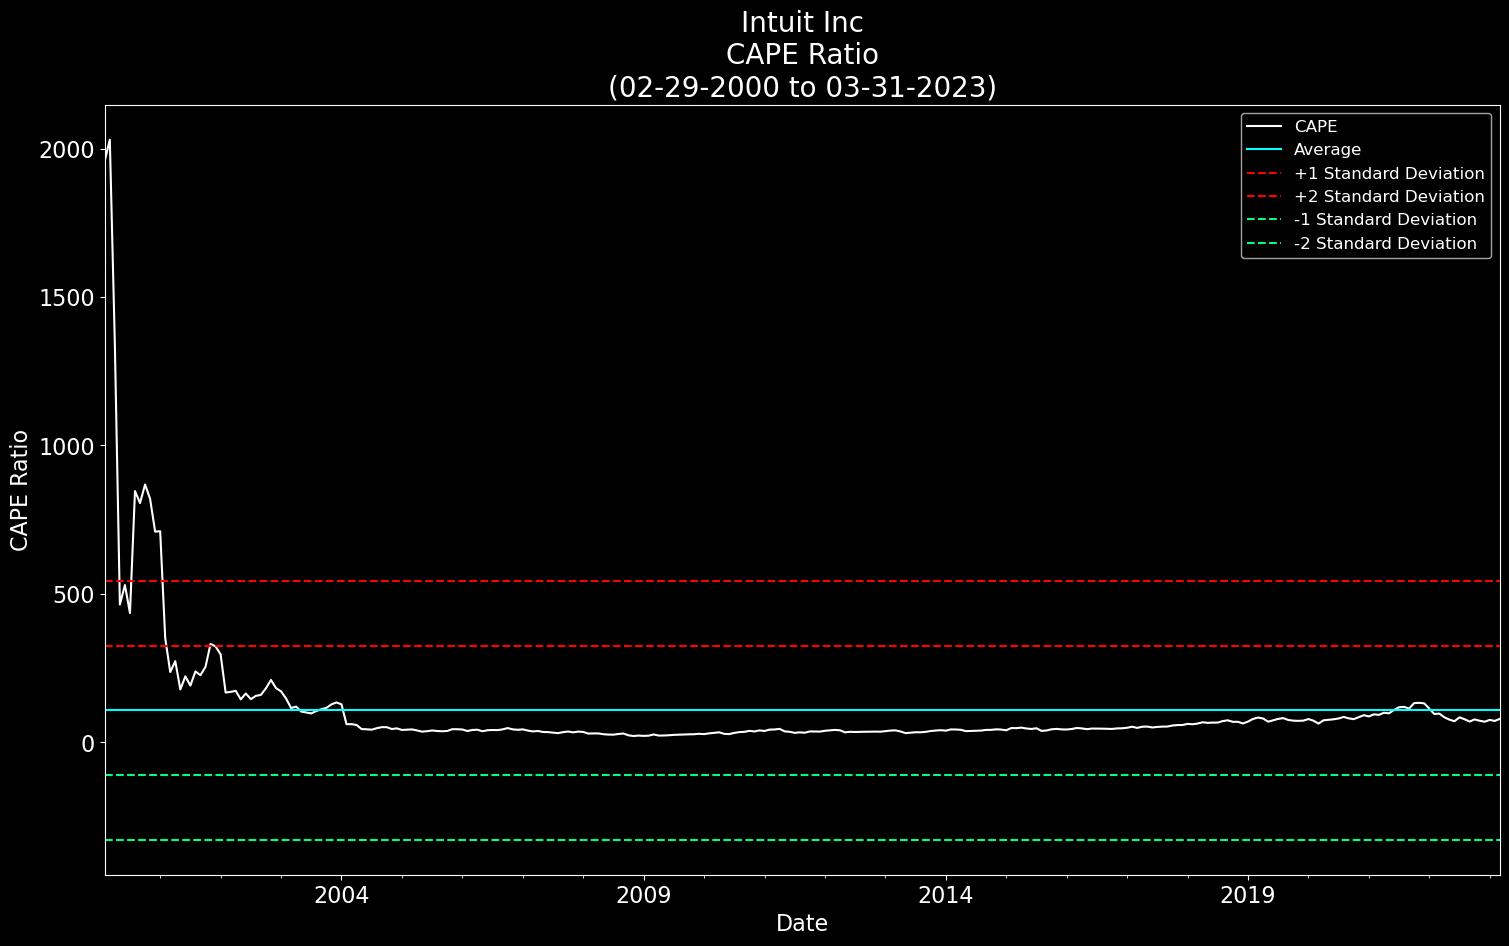 Intuit Inc
CAPE Ratio
(02-29-2000 to 03-31-2023)
CAPE
Average
+1 Standard Deviation
+2 Standard Deviation
-1 Standard Deviation
-2 Standard Deviation
2000
1500
1000
500
0
CAPE Ratio
2004
2009
2014
2019
Date